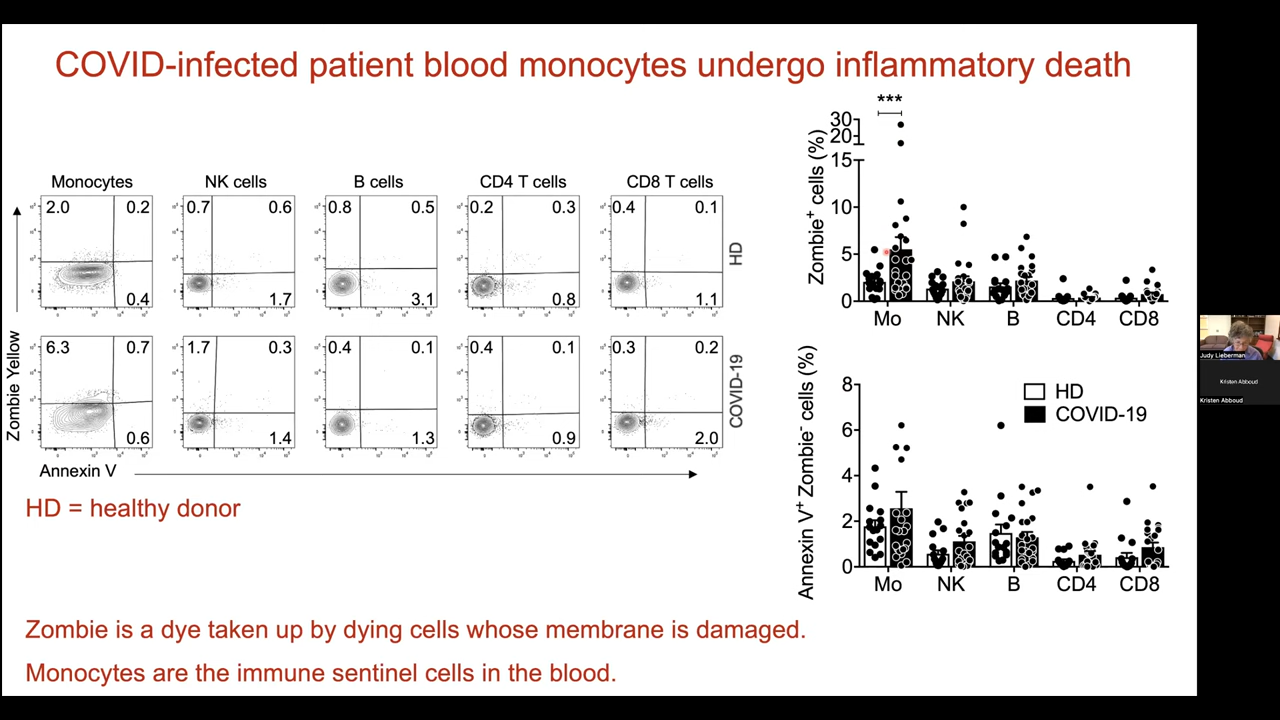 COVID-infected patient blood monocytes undergo inflammatory death
Monocytes NK cells B cells CD4 T cells CD8 T cells
2.0 0.2 0.7 0.6 0.8 0.5 0.2 0.3 0.4 0.1
0.4 1.7 3.1 0.8 1.1
HD
6.3 0.7 1.7 0.3 0.4 0.1 0.4 0.1 0.3 0.2
0.6 1.4 1.3 0.9 2.0
COVID-19
Zombie Yellow
Annexin V
HD = healthy donor
Zombie is a dye taken up by dying cells whose membrane is damaged.
Monocytes are the immune sentinel cells in the blood.
***
Zombie+ cells (%)
30
20
15
10
5
0
Mo NK B CD4 CD8
Annexin V+ Zombie- cells (%)
HD
COVID-19
8
6
4
2
0
Mo NK B CD4 CD8
Judy Lieberman
Kristen Abboud
Kristen Abboud